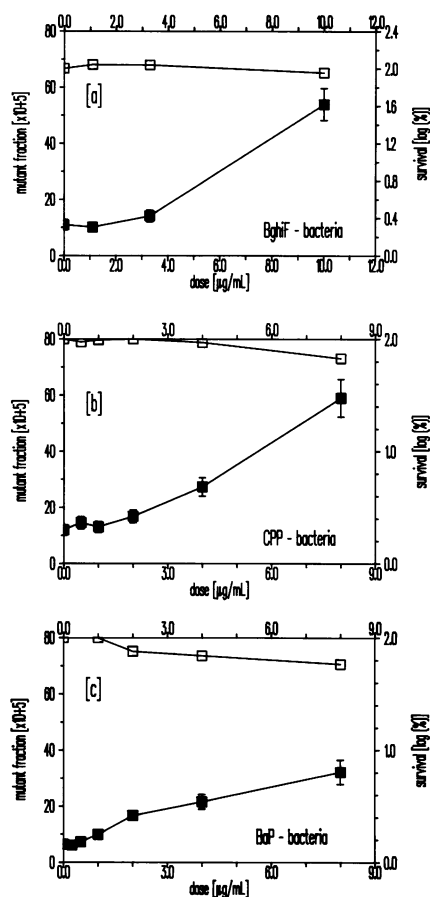 0.0 2.0 4.0 6.0 8.0 10.0 12.0
80 2.4
60 2.0
1.6
40 1.2
0.8
20 0.4
0 0.0
[a]
BghiF - bacteria
mutant fraction [x10+5]
survival [log (%)]
0.0 2.0 4.0 6.0 8.0 10.0 12.0
dose [µg/mL]
0.0 3.0 6.0 9.0
80 2.0
60
40 1.0
20
0 0.0
[b]
CPP - bacteria
mutant fraction [x10+5]
survival [log (%)]
0.0 3.0 6.0 9.0
dose [µg/mL]
0.0 3.0 6.0 9.0
80 2.0
60
40 1.0
20
0 0.0
[c]
BaP - bacteria
mutant fraction [x10+5]
survival [log (%)]
0.0 3.0 6.0 9.0
dose [µg/mL]